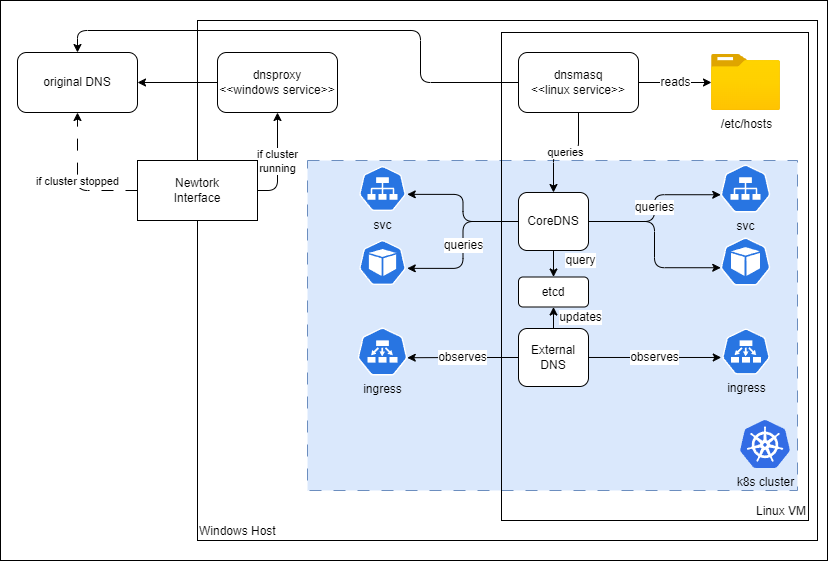 original DNS
dnsproxy
<<windows service>>
dnsmasq
<<linux service>>
reads
/etc/hosts
if cluster
running
queries
if cluster stopped
Newtork
Interface
svc
queries
CoreDNS
queries
svc
query
etcd
updates
observes
External
DNS
observes
ingress
ingress
k8s cluster
Linux VM
Windows Host